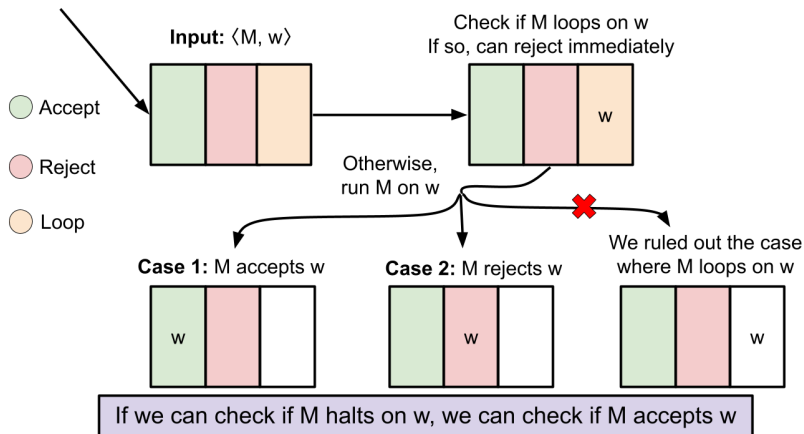 Input: ⟨M, w⟩
Check if M loops on w
If so, can reject immediately
Accept
Reject
Loop
w
Otherwise,
run M on w
Case 1: M accepts w
Case 2: M rejects w
We ruled out the case
where M loops on w
w
w
w
If we can check if M halts on w, we can check if M accepts w